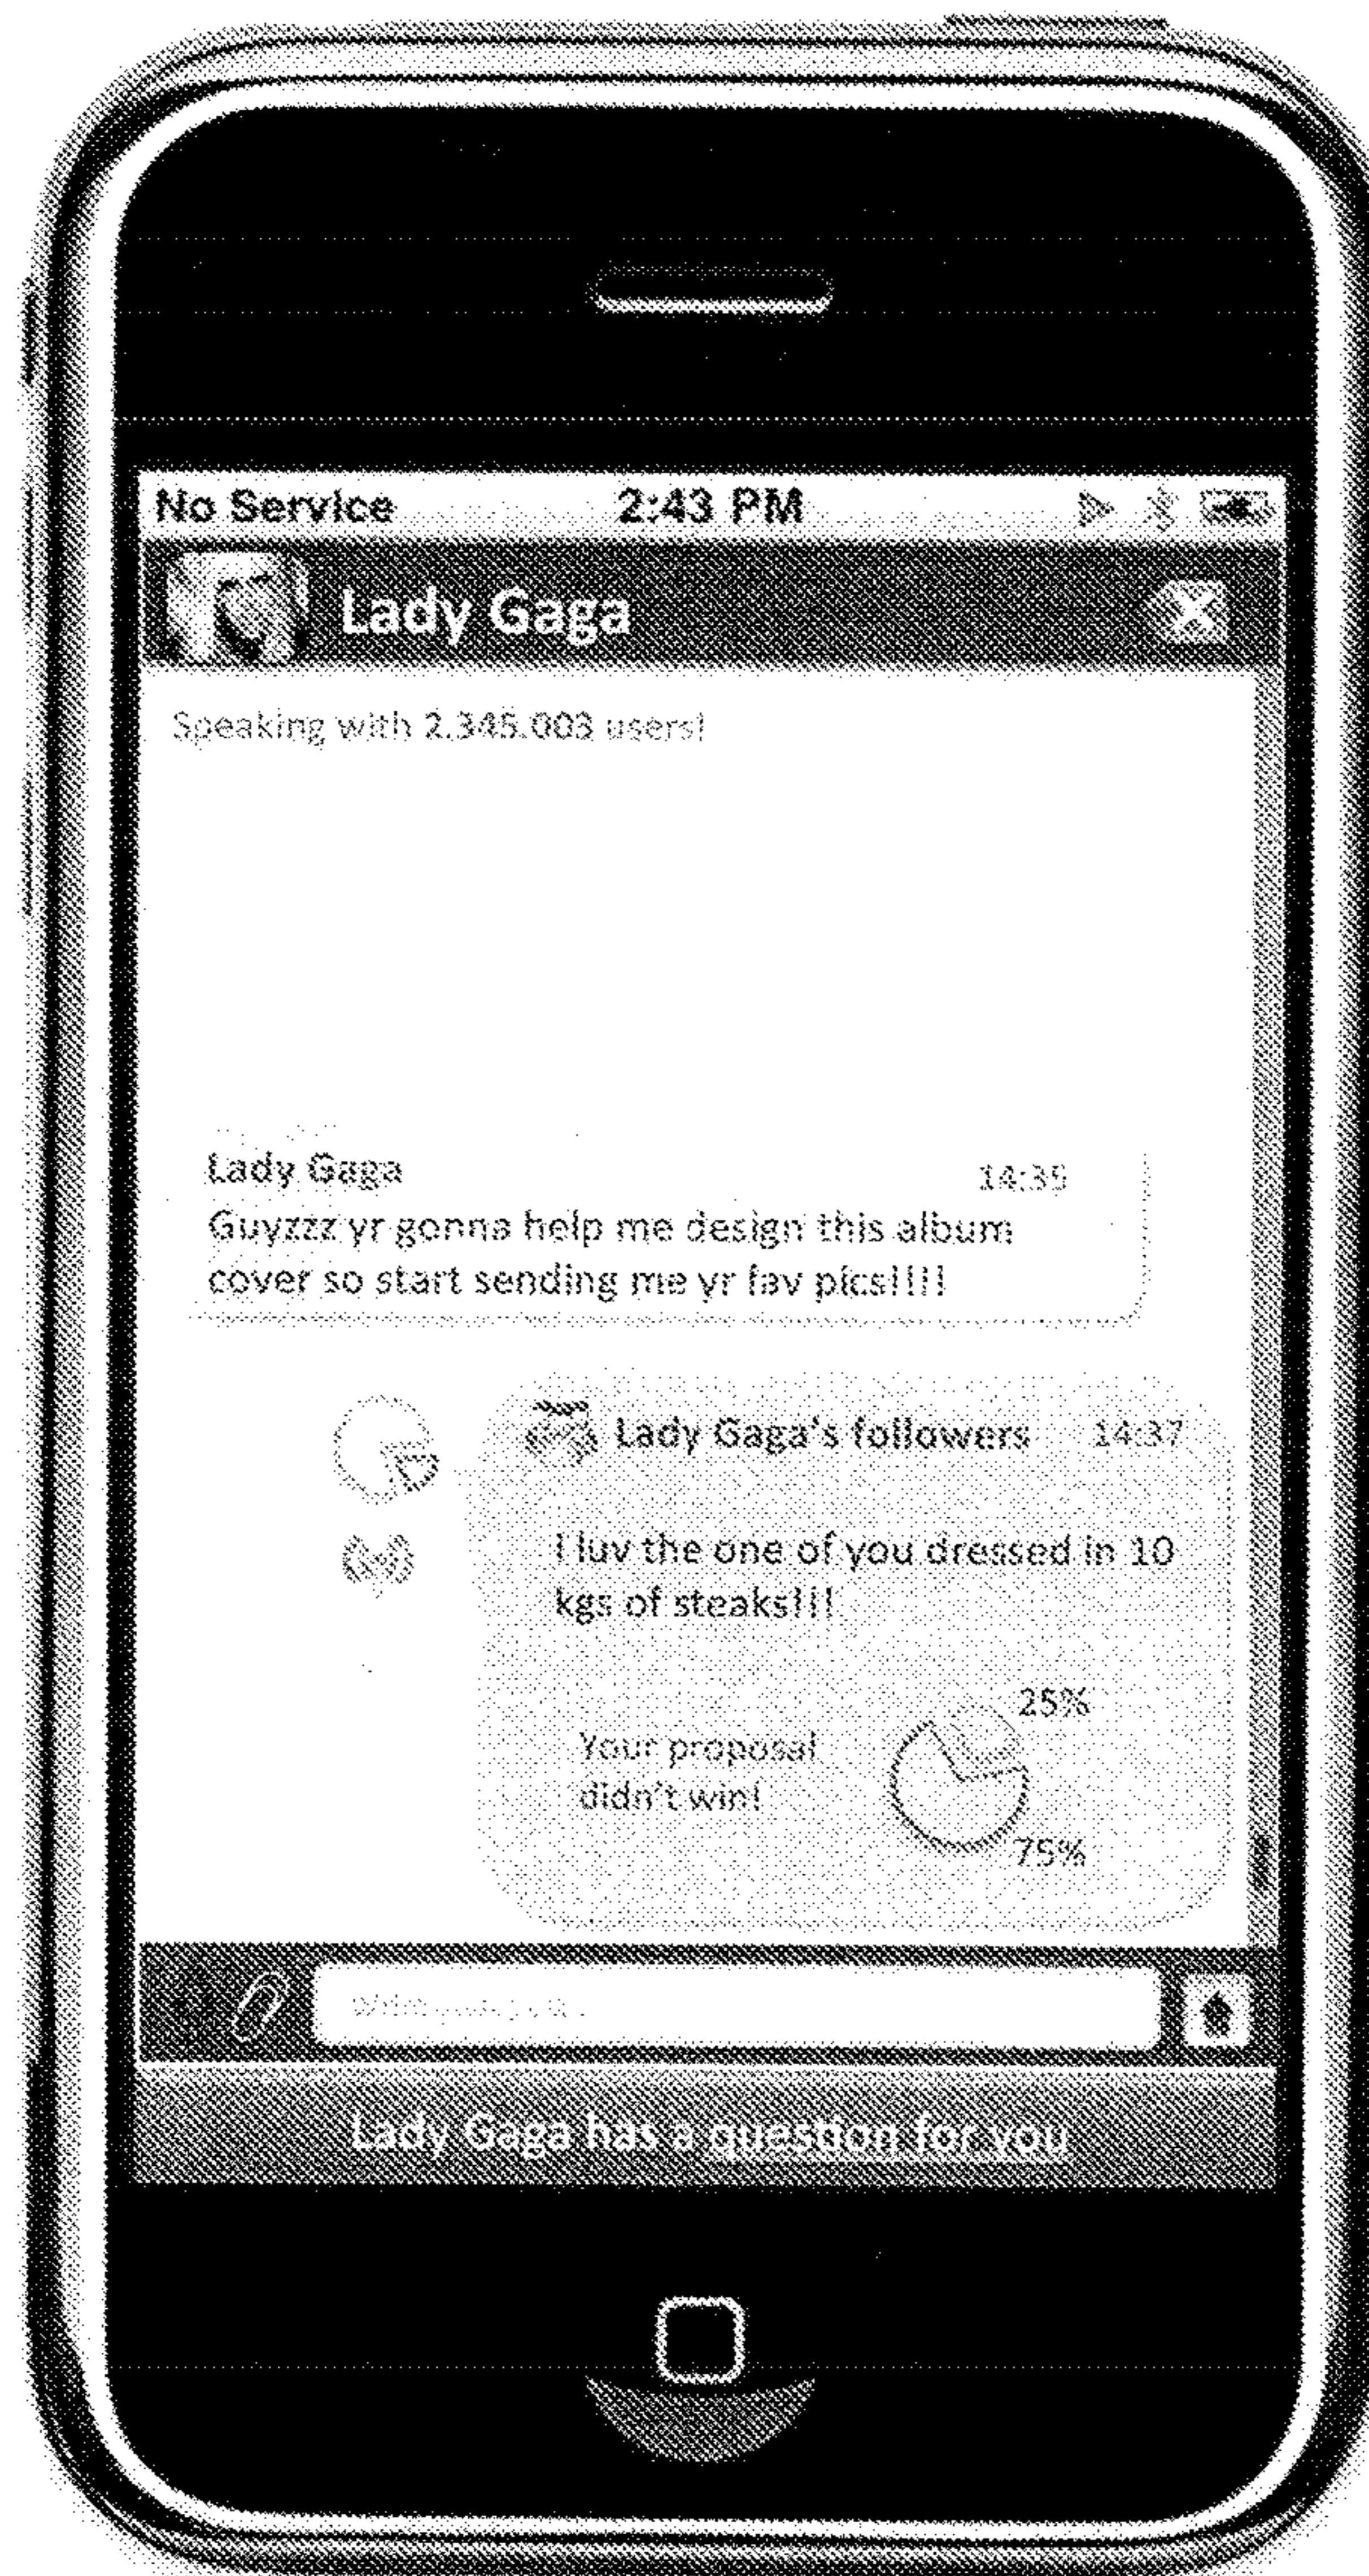 No Service 2:43 PM
Lady Gaga
Speaking with 2.345.003 users!
Lady Gaga 14:35
Guyzzz yr gonna help me design this album
cover so start sending me yr fav pics!!!!
Lady Gaga's followers 14:37
I luv the one of you dressed in 10
kgs of steaks!!!
25%
Your proposal
didn't win!
75%
Lady Gaga has a question for you